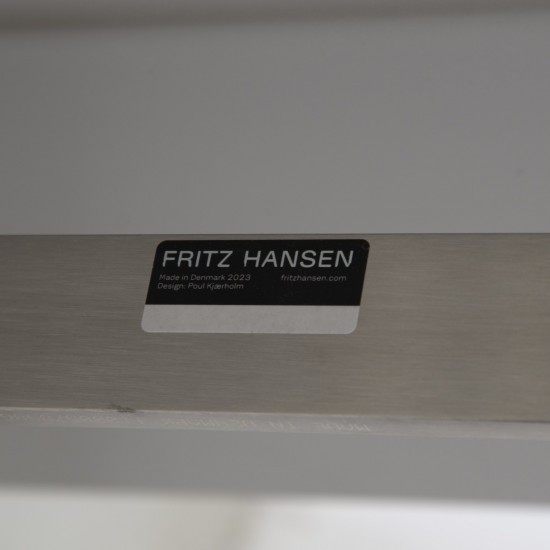 FRITZ HANSEN
Made in Denmark 2023 fritzhansen.com
Design: Poul Kjærholm